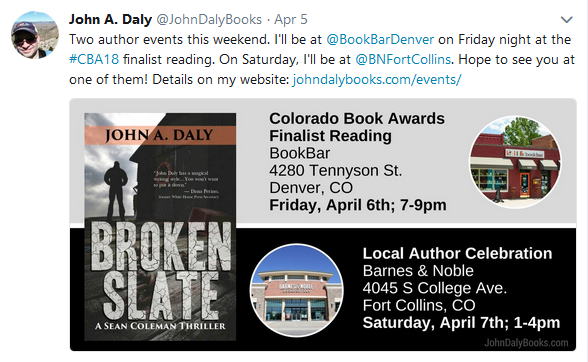 John A. Daly @JohnDalyBooks · Apr 5
Two author events this weekend. I'll be at @BookBarDenver on Friday night at the
#CBA18 finalist reading. On Saturday, I'll be at @BNFortCollins. Hope to see you at
one of them! Details on my website: johndalybooks.com/events/
JOHN A. DALY
"John Daly has a magical
writing style... You won't want
to put it down."
— Dana Perino,
former White House Press Secretary
BROKEN
SLATE
A SEAN COLEMAN THRILLER
Colorado Book Awards
Finalist Reading
BookBar
4280 Tennyson St.
Denver, CO
Friday, April 6th; 7-9pm
BARNES & NOBLE
Local Author Celebration
Barnes & Noble
4045 S College Ave.
Fort Collins, CO
Saturday, April 7th; 1-4pm
JohnDalyBooks.com